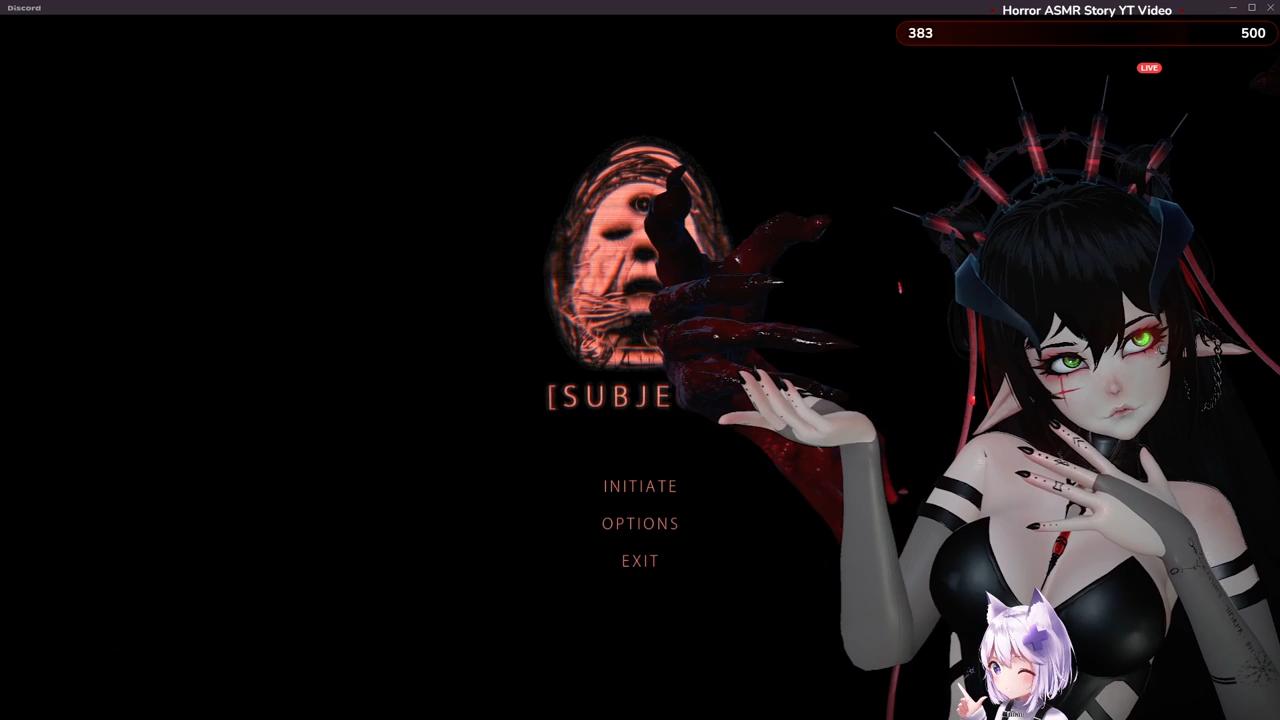 Discord
Horror ASMR Story YT Video
383
500
LIVE
[SUBJE
INITIATE
OPTIONS
EXIT